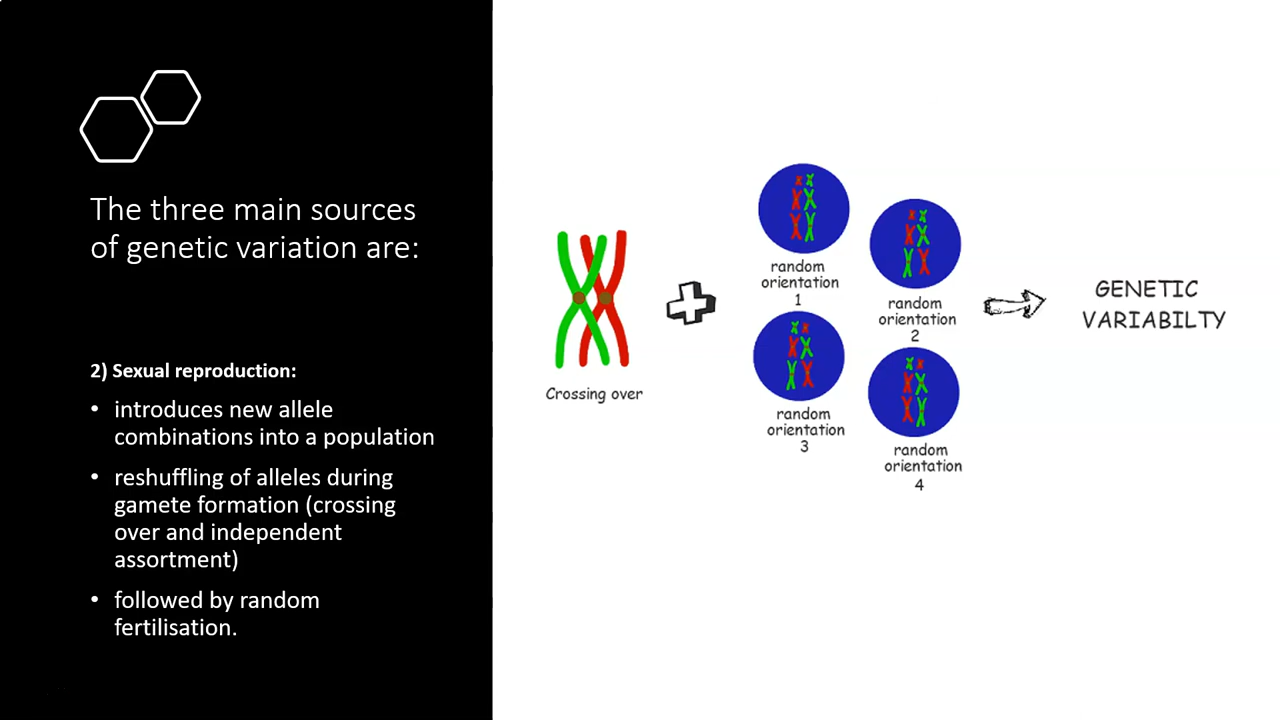 The three main sources
of genetic variation are:
2) Sexual reproduction:
• introduces new allele
combinations into a population
• reshuffling of alleles during
gamete formation (crossing
over and independent
assortment)
• followed by random
fertilisation.
Crossing over
random
orientation
1
random
orientation
2
random
orientation
3
random
orientation
4
GENETIC
VARIABILTY